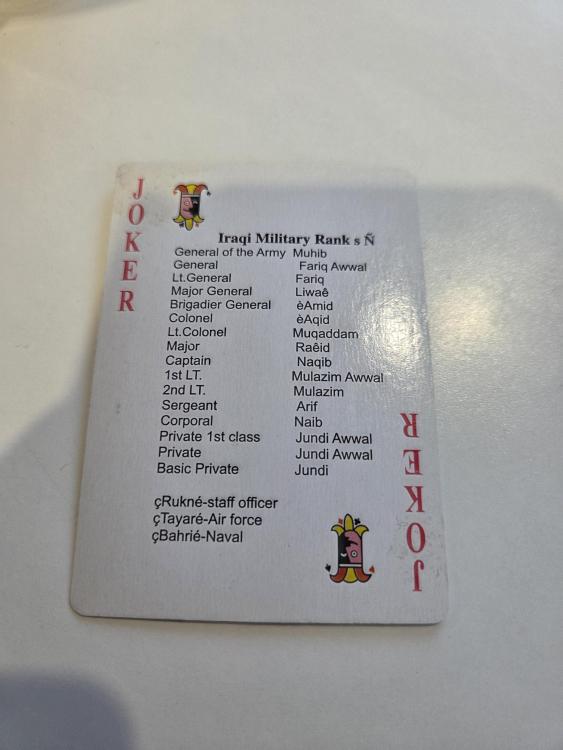 JOKER
Iraqi Military Rank s Ñ
General of the Army Muhib
General Fariq Awwal
Lt.General Fariq
Major General Liwaê
Brigadier General èAmid
Colonel èAqid
Lt.Colonel Muqaddam
Major Raêid
Captain Naqib
1st LT. Mulazim Awwal
2nd LT. Mulazim
Sergeant Arif
Corporal Naib
Private 1st class Jundi Awwal
Private Jundi Awwal
Basic Private Jundi
çRukné-staff officer
çTayaré-Air force
çBahrié-Naval
JOKER